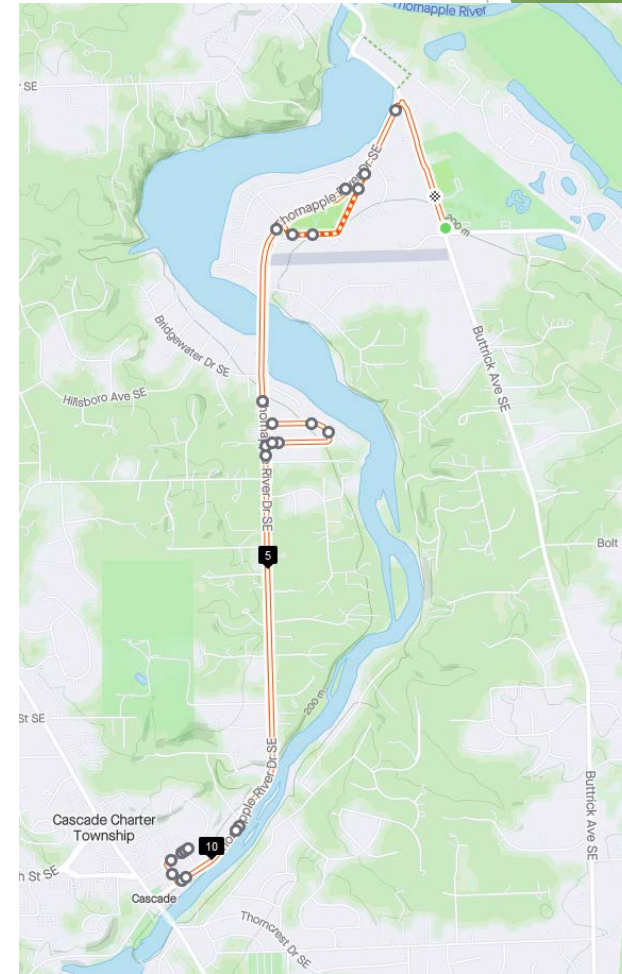 Thornapple River
SE
Thornapple River Dr SE
200 m
Buttrick Ave SE
Bridgewater Dr SE
Hillsboro Ave SE
Thornapple River Dr SE
5
Bolt
200 m
St SE
Thornapple River Dr SE
Buttrick Ave SE
Cascade Charter
Township
10
h St SE
Cascade
Thorncrest Dr SE